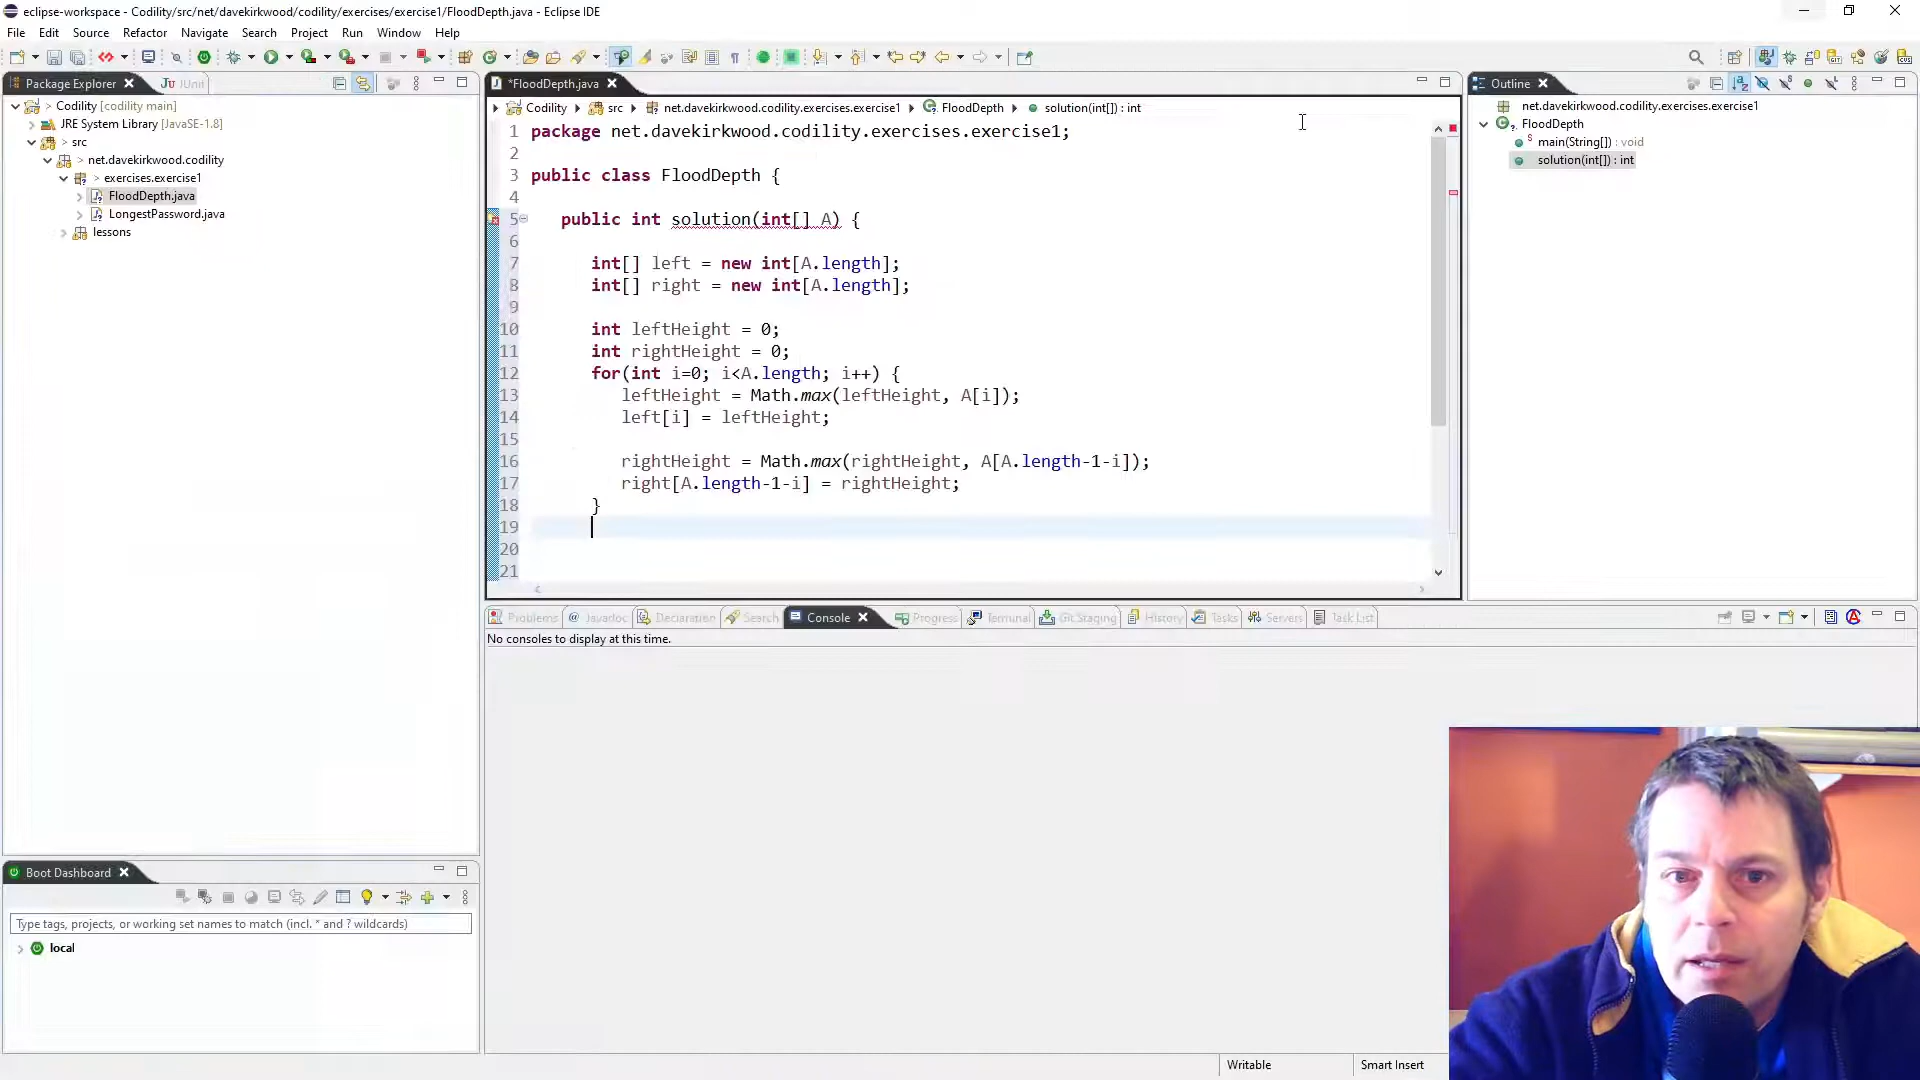 eclipse-workspace - Codility/src/net/davekirkwood/codility/exercises/exercise1/FloodDepth.java - Eclipse IDE
File Edit Source Refactor Navigate Search Project Run Window Help
Package Explorer
JUnit
Codility [codility main]
JRE System Library [JavaSE-1.8]
src
net.davekirkwood.codility
exercises.exercise1
FloodDepth.java
LongestPassword.java
lessons
*FloodDepth.java
Codility src net.davekirkwood.codility.exercises.exercise1 FloodDepth solution(int[]) : int
1 package net.davekirkwood.codility.exercises.exercise1;
2
3 public class FloodDepth {
4
5 public int solution(int[] A) {
6
7 int[] left = new int[A.length];
8 int[] right = new int[A.length];
9
10 int leftHeight = 0;
11 int rightHeight = 0;
12 for(int i=0; i<A.length; i++) {
13 leftHeight = Math.max(leftHeight, A[i]);
14 left[i] = leftHeight;
15
16 rightHeight = Math.max(rightHeight, A[A.length-1-i]);
17 right[A.length-1-i] = rightHeight;
18 }
19
20
21
Outline
net.davekirkwood.codility.exercises.exercise1
FloodDepth
main(String[]) : void
solution(int[]) : int
Problems Javadoc Declaration Search Console Progress Terminal Git Staging History Tasks Servers Task List
No consoles to display at this time.
Boot Dashboard
Type tags, projects, or working set names to match (incl. * and ? wildcards)
local
Writable Smart Insert